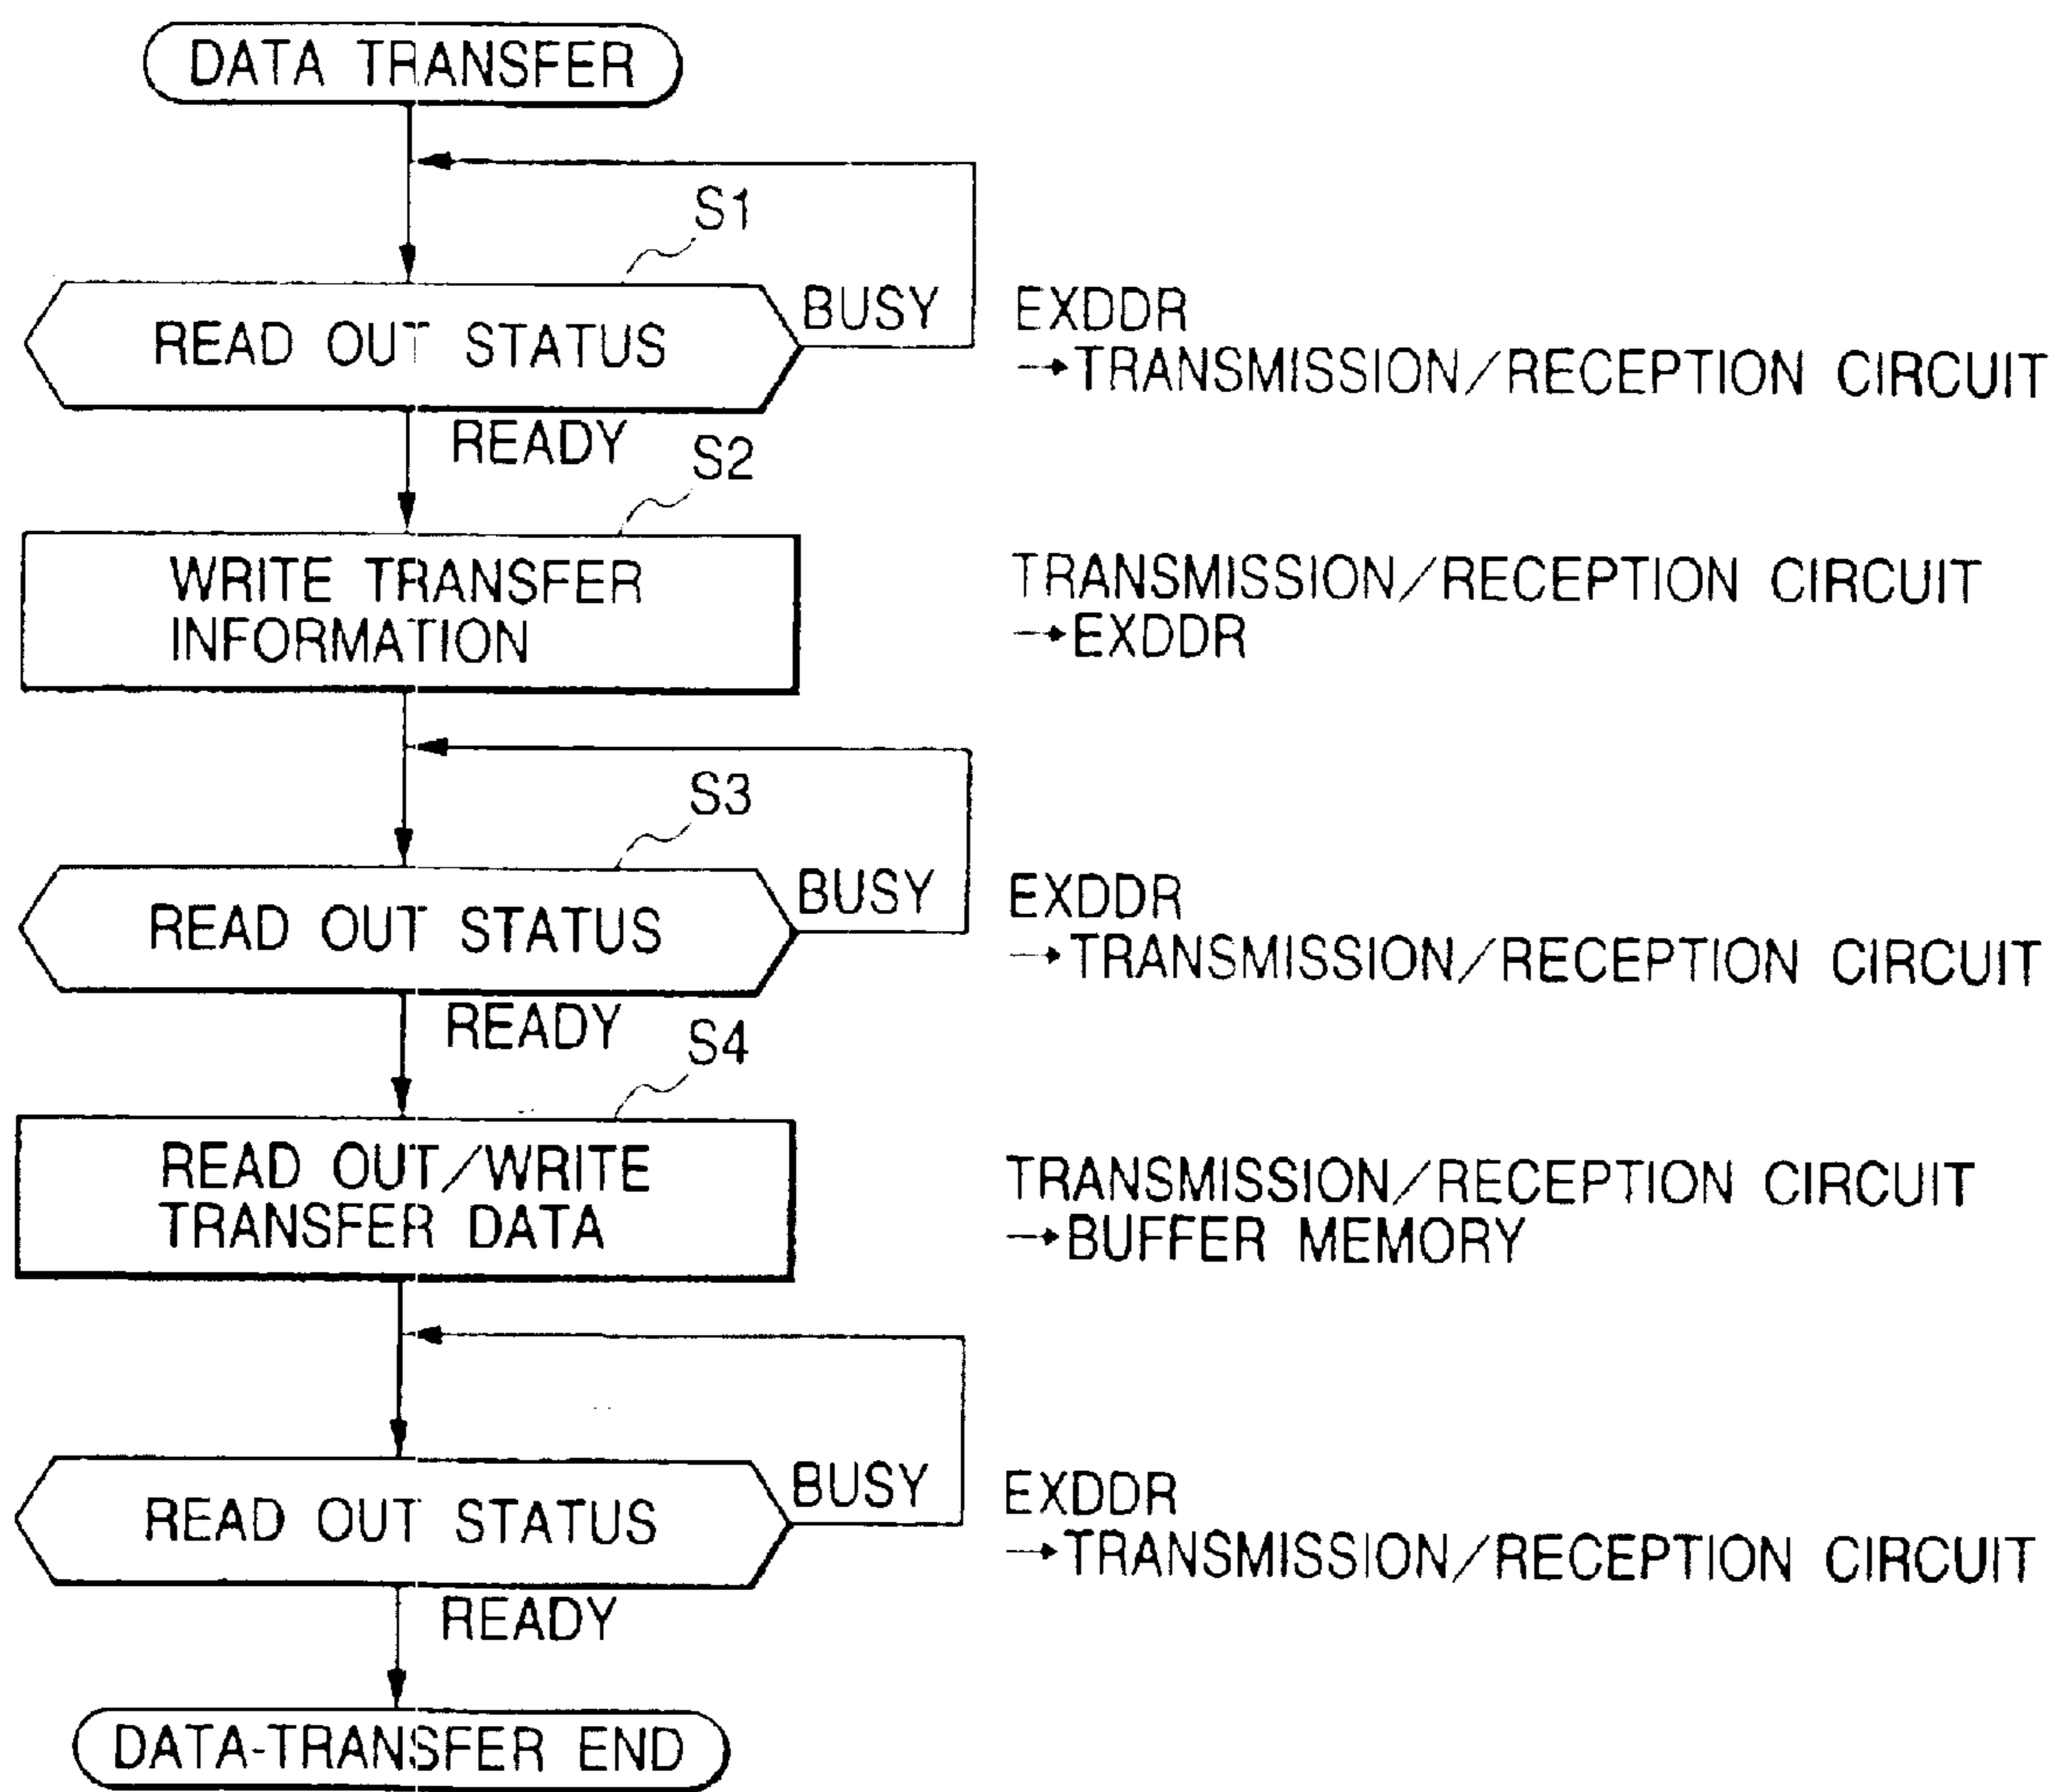 DATA TRANSFER
S1
READ OUT STATUS
BUSY
EXDDR
→TRANSMISSION/RECEPTION CIRCUIT
READY
S2
WRITE TRANSFER
INFORMATION
TRANSMISSION/RECEPTION CIRCUIT
→EXDDR
S3
READ OUT STATUS
BUSY
EXDDR
→TRANSMISSION/RECEPTION CIRCUIT
READY
S4
READ OUT/WRITE
TRANSFER DATA
TRANSMISSION/RECEPTION CIRCUIT
→BUFFER MEMORY
READ OUT STATUS
BUSY
EXDDR
→TRANSMISSION/RECEPTION CIRCUIT
READY
DATA-TRANSFER END